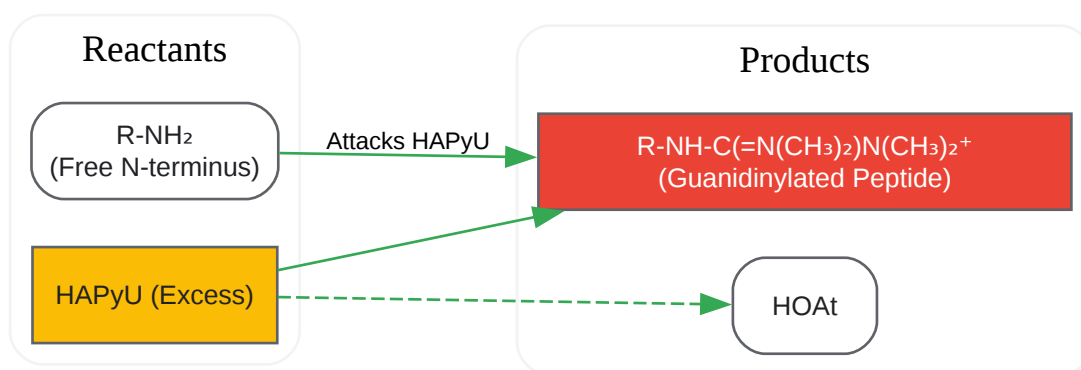 Reactants
Products
R-NH₂
(Free N-terminus)
Attacks HAPyU
R-NH-C(=N(CH₃)₂)N(CH₃)₂⁺
(Guanidinylated Peptide)
HAPyU (Excess)
HOAt